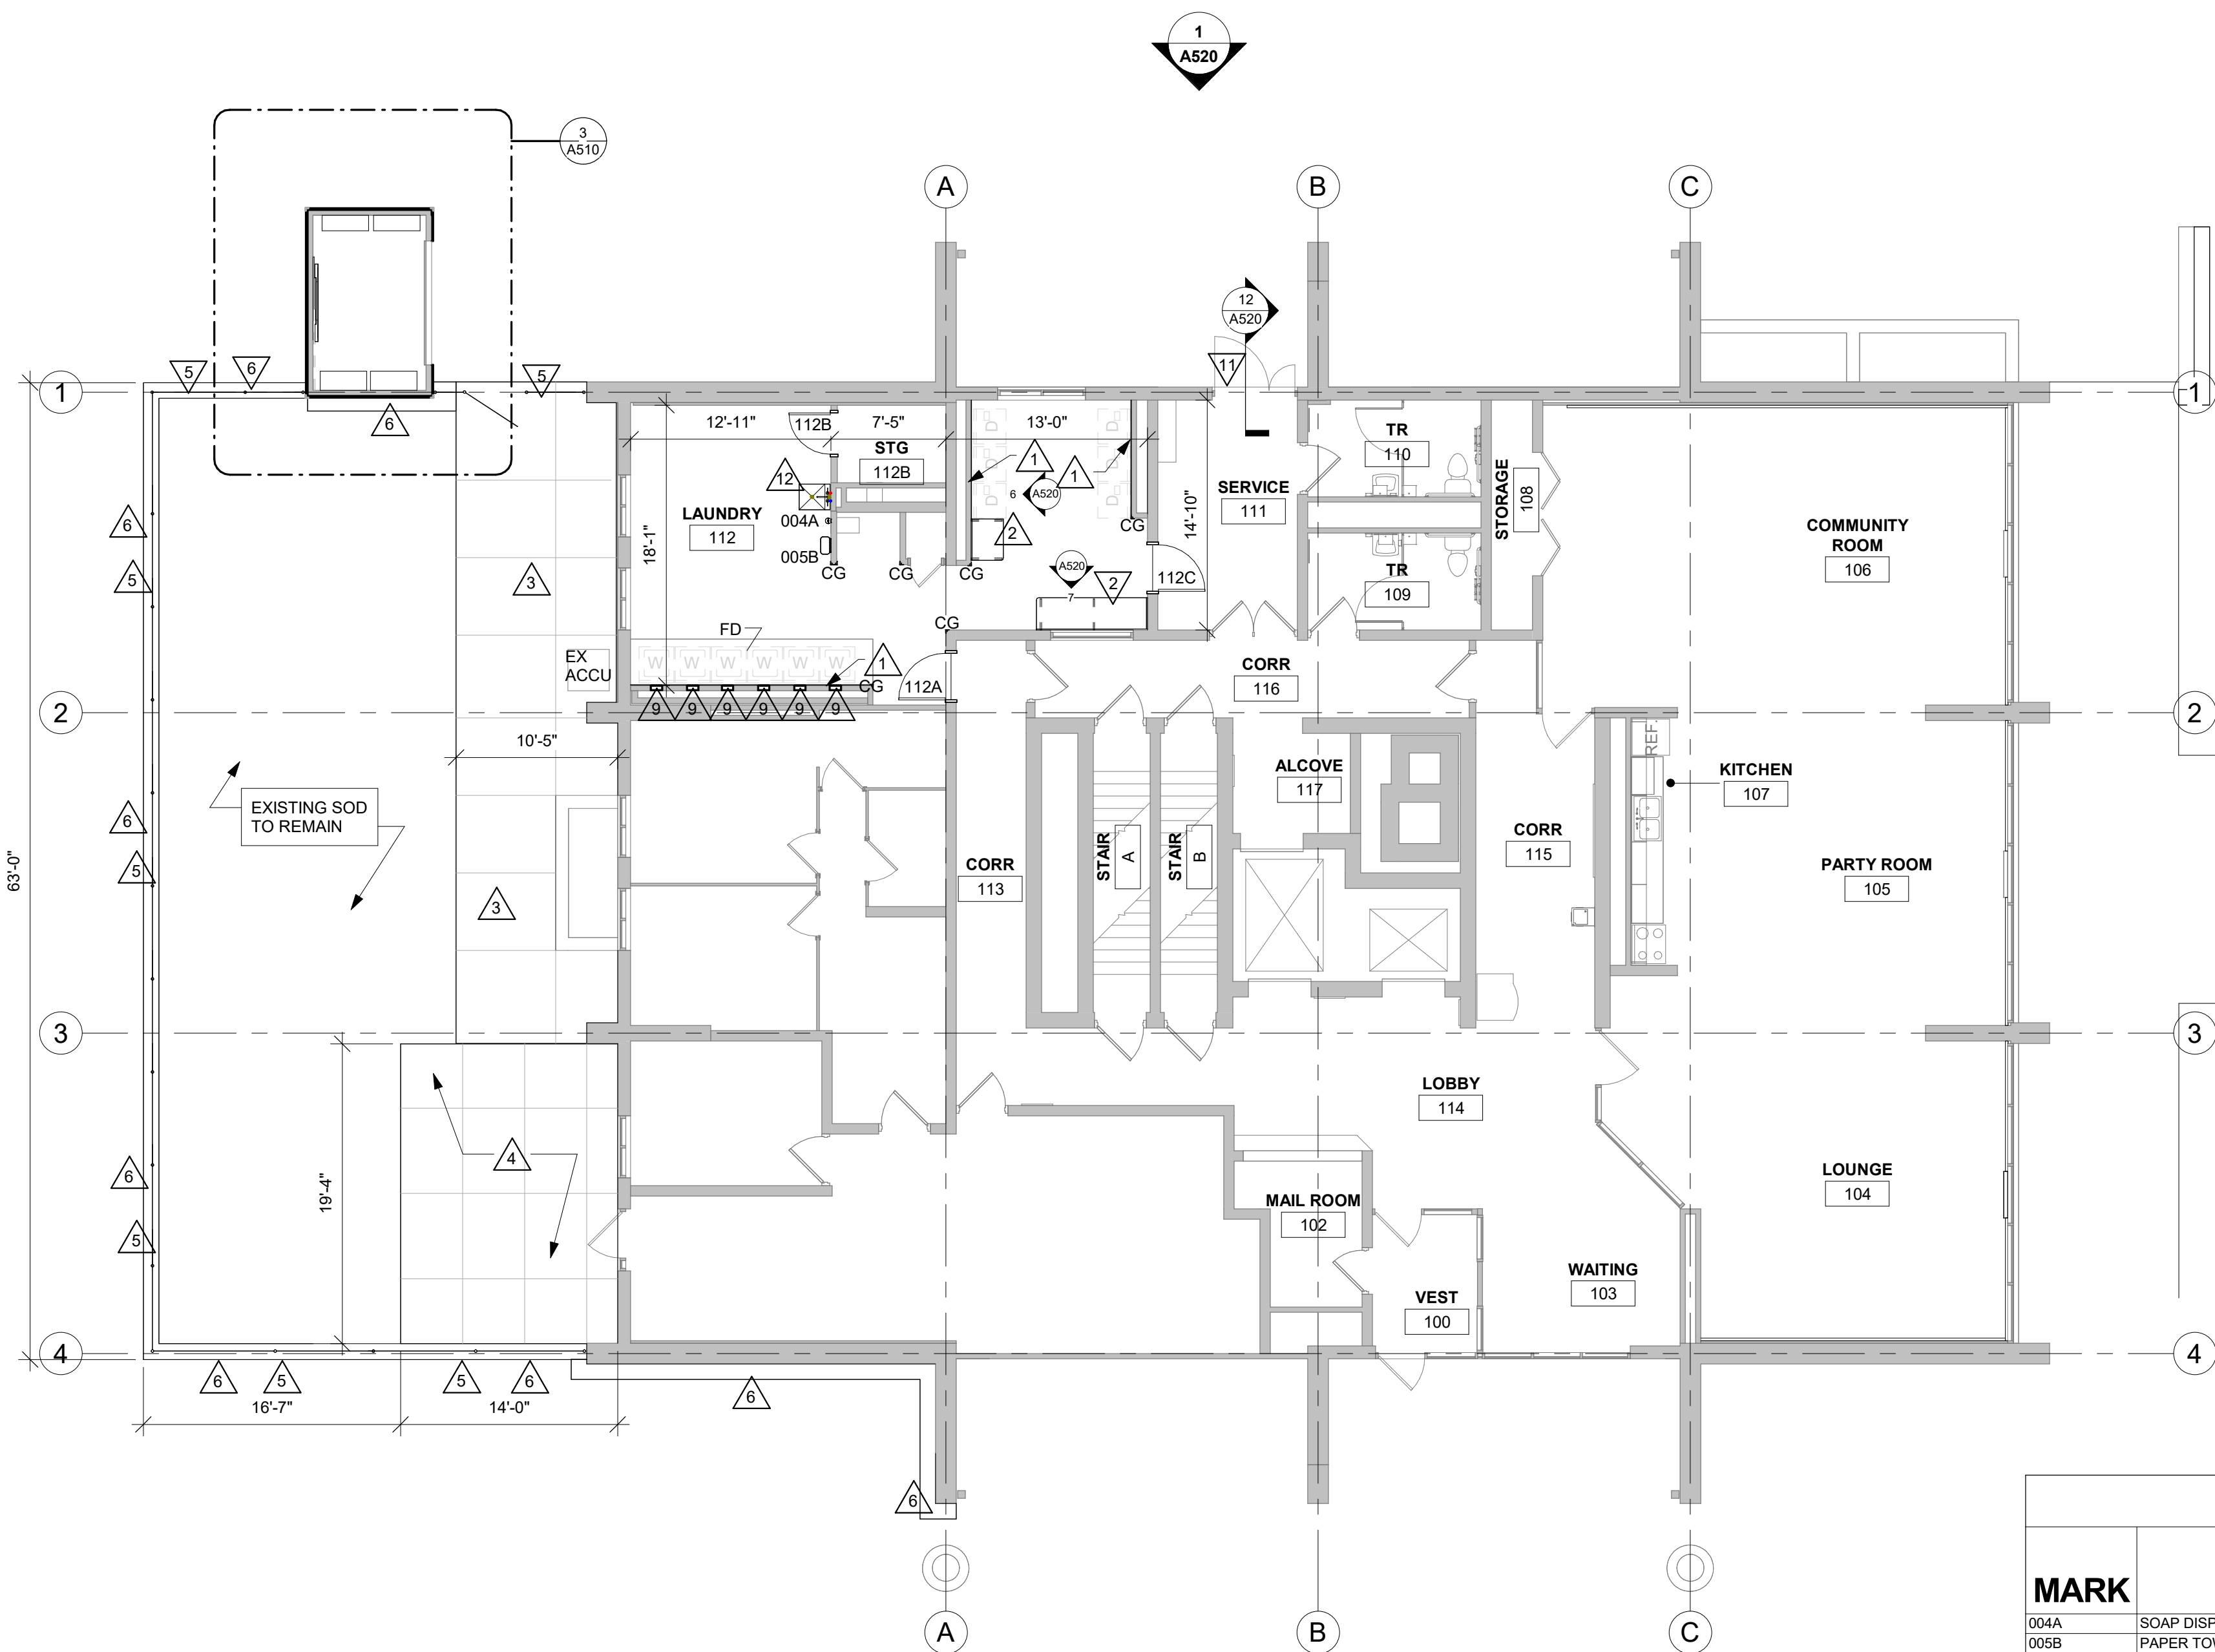 1
A520
3
A510
A
B
C
12
A520
11
5
6
5
1
1
6
12'-11"
112B
7'-5"
13'-0"
STG
112B
D
D
D
D
D
D
1
1
TR
110
12
6
A520
SERVICE
111
STORAGE
108
LAUNDRY
112
004A
CG
2
14'-10"
COMMUNITY
ROOM
106
6
18'-1"
005B
CG
CG
CG
A520
7
2
112C
TR
109
5
3
CG
FD
EX
ACCU
W
W
W
W
W
W
1
CG
112A
CORR
116
2
9
9
9
9
9
9
2
10'-5"
REF.
ALCOVE
117
KITCHEN
107
EXISTING SOD
TO REMAIN
6
63'-0"
5
CORR
113
STAIR
A
STAIR
B
CORR
115
PARTY ROOM
105
3
3
3
LOBBY
114
4
6
19'-4"
LOUNGE
104
MAIL ROOM
102
5
WAITING
103
VEST
100
4
4
6
5
5
6
6
16'-7"
14'-0"
6
A
B
C
MARK
004A
SOAP DISP
005B
PAPER TOW